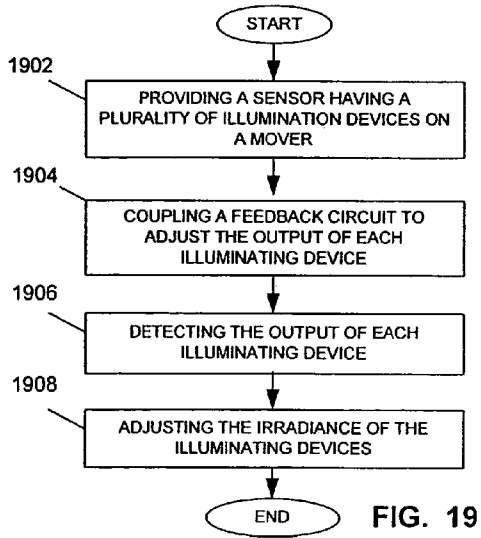 START
1902
PROVIDING A SENSOR HAVING A
PLURALITY OF ILLUMINATION DEVICES ON
A MOVER
1904
COUPLING A FEEDBACK CIRCUIT TO
ADJUST THE OUTPUT OF EACH
ILLUMINATING DEVICE
1906
DETECTING THE OUTPUT OF EACH
ILLUMINATING DEVICE
1908
ADJUSTING THE IRRADIANCE OF THE
ILLUMINATING DEVICES
END
FIG. 19